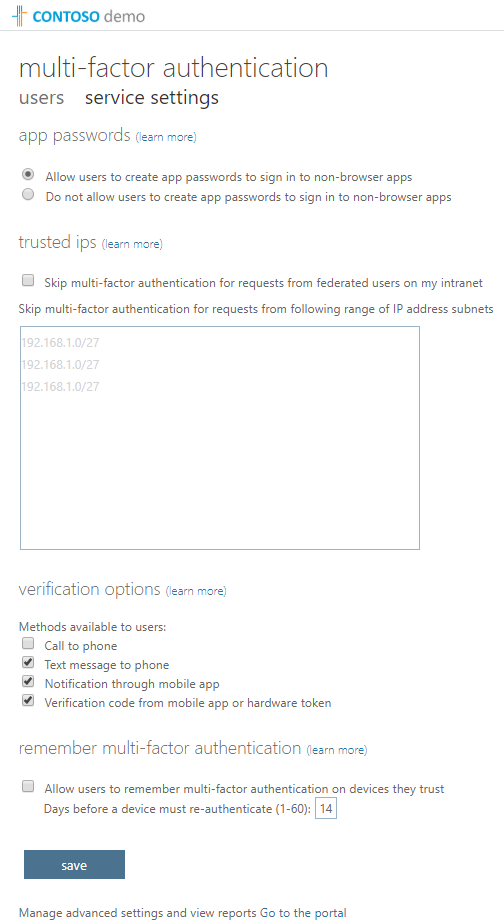 CONTOSO demo
multi-factor authentication
users service settings
app passwords (learn more)
Allow users to create app passwords to sign in to non-browser apps
Do not allow users to create app passwords to sign in to non-browser apps
trusted ips (learn more)
Skip multi-factor authentication for requests from federated users on my intranet
Skip multi-factor authentication for requests from following range of IP address subnets
192.168.1.0/27
192.168.1.0/27
192.168.1.0/27
verification options (learn more)
Methods available to users:
Call to phone
Text message to phone
Notification through mobile app
Verification code from mobile app or hardware token
remember multi-factor authentication (learn more)
Allow users to remember multi-factor authentication on devices they trust
Days before a device must re-authenticate (1-60): 14
save
Manage advanced settings and view reports Go to the portal